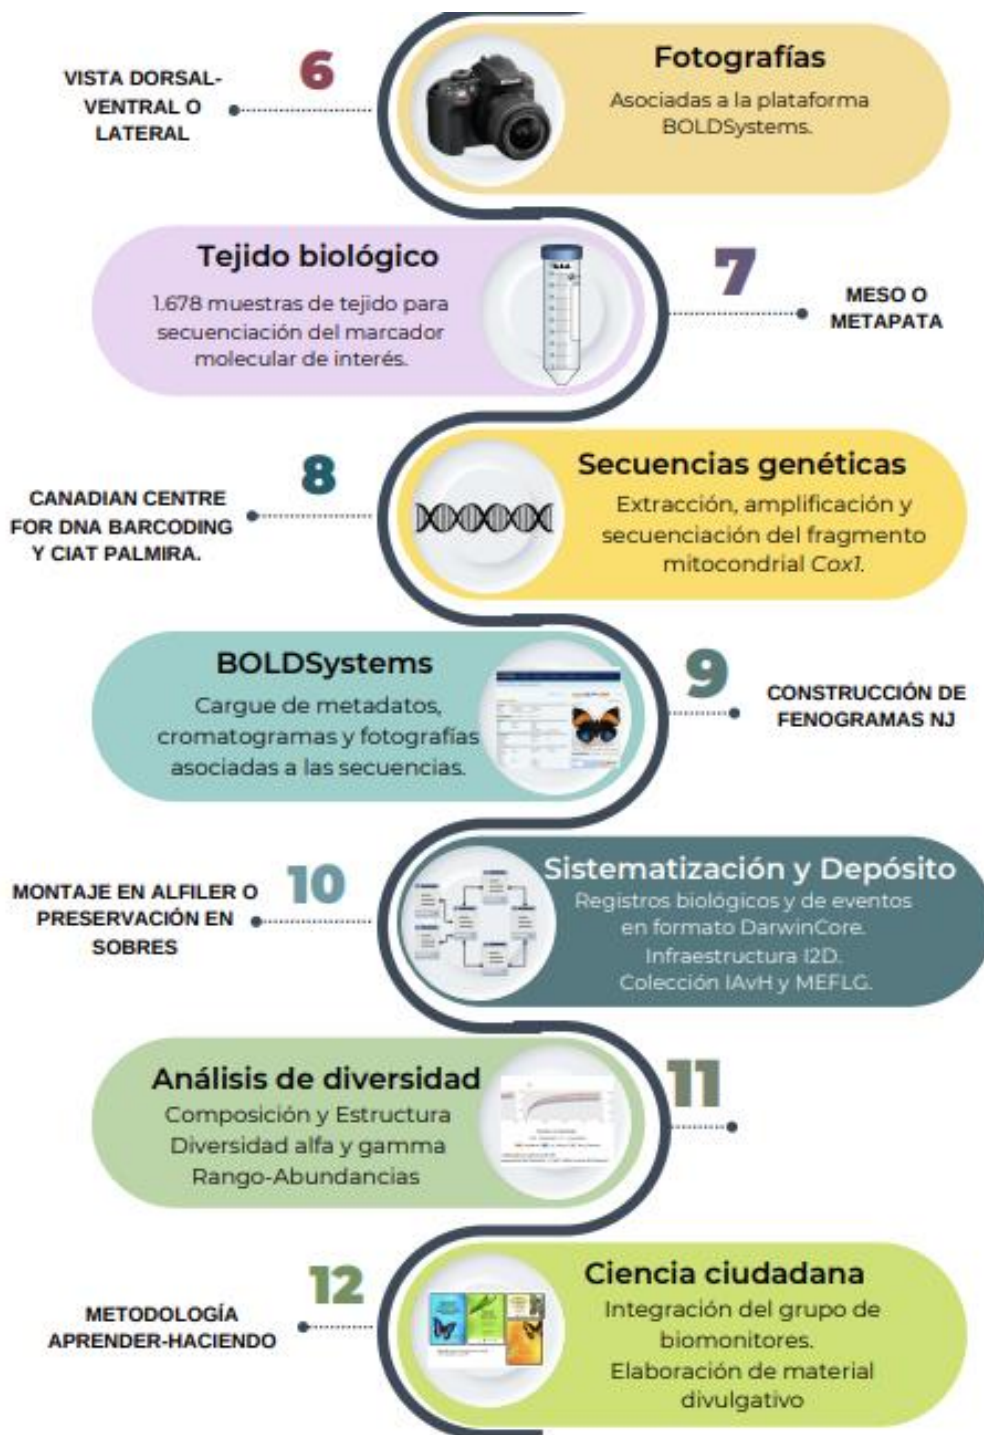 6
VISTA DORSAL-
VENTRAL O
LATERAL
Fotografías
Asociadas a la plataforma
BOLDSystems.
Tejido biológico
1.678 muestras de tejido para
secuenciación del marcador
molecular de interés.
7
MESO O
METAPATA
8
CANADIAN CENTRE
FOR DNA BARCODING
Y CIAT PALMIRA.
Secuencias genéticas
Extracción, amplificación y
secuenciación del fragmento
mitocondrial Cox1.
BOLDSystems
Cargue de metadatos,
cromatogramas y fotografías
asociadas a las secuencias.
9
CONSTRUCCIÓN DE
FENOGRAMAS NJ
10
MONTAJE EN ALFILER O
PRESERVACIÓN EN
SOBRES
Sistematización y Depósito
Registros biológicos y de eventos
en formato DarwinCore.
Infraestructura I2D.
Colección IAvH y MEFLG.
Análisis de diversidad
Composición y Estructura
Diversidad alfa y gamma
Rango-Abundancias
11
12
METODOLOGÍA
APRENDER-HACIENDO
Ciencia ciudadana
Integración del grupo de
biomonitores.
Elaboración de material
divulgativo